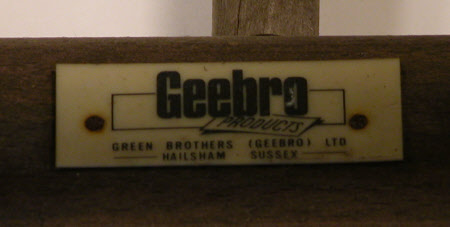 Geebro
PRODUCTS
GREEN BROTHERS (GEEBRO) LTD
HAILSHAM SUSSEX